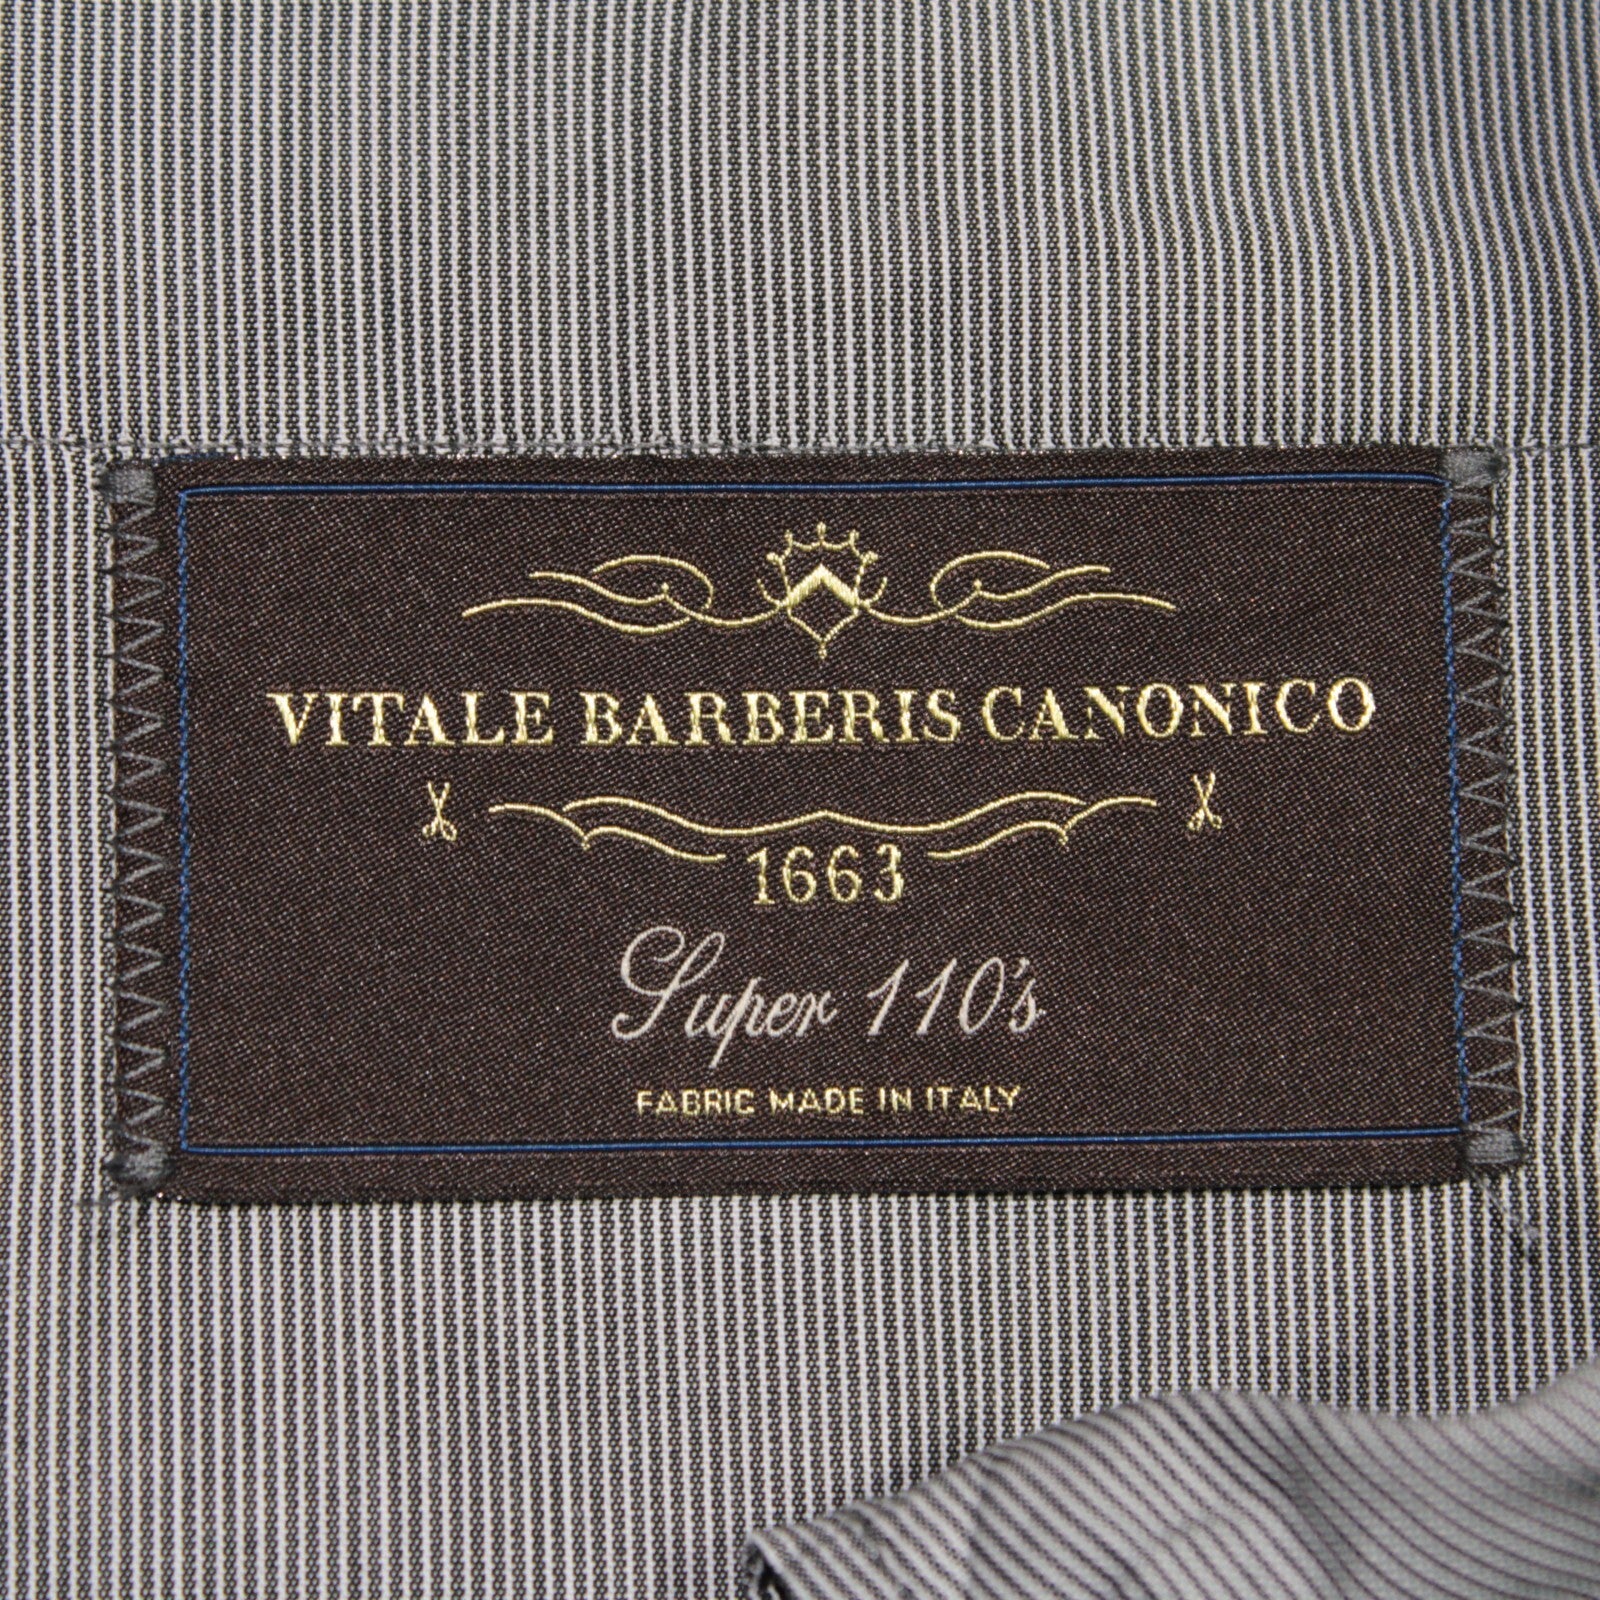 VITALE BARBERIS CANONICO
1663
Super 110's
FABRIC MADE IN ITALY